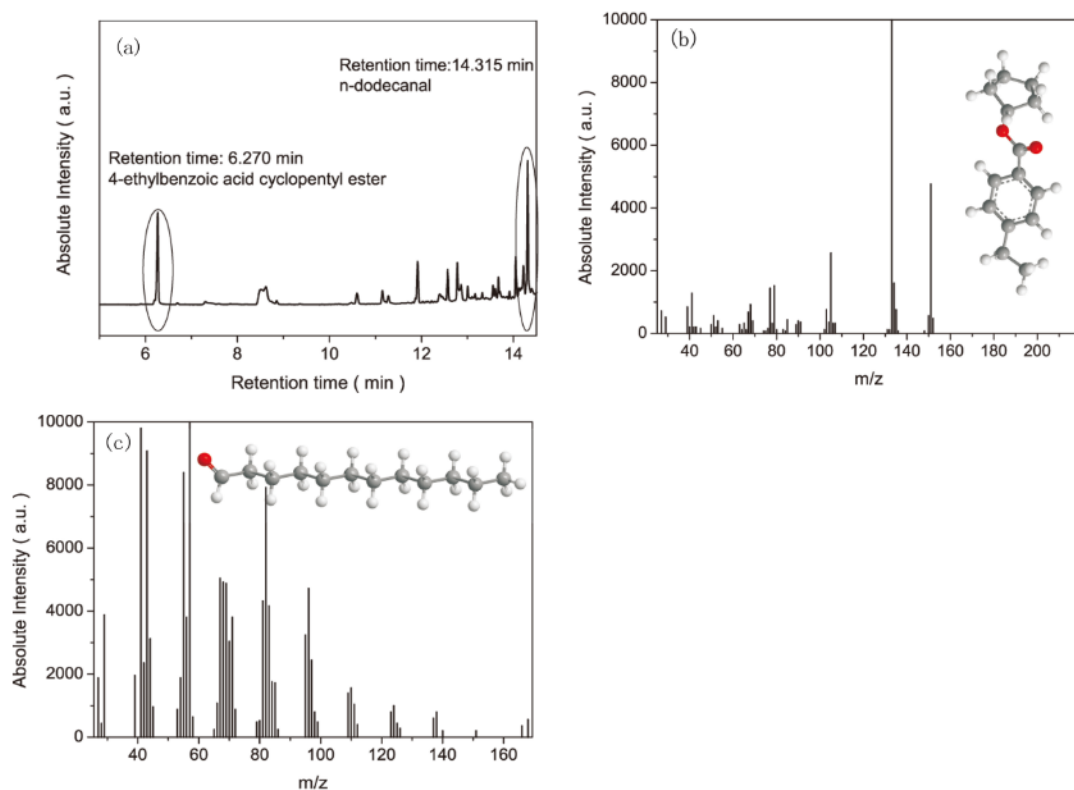 (a)
Retention time:14.315 min
n-dodecanal
Retention time: 6.270 min
4-ethylbenzoic acid cyclopentyl ester
Absolute Intensity ( a.u. )
6 8 10 12 14
Retention time ( min )
(b)
10000
8000
6000
4000
2000
0
Absolute Intensity ( a.u. )
40 60 80 100 120 140 160 180 200
m/z
(c)
10000
8000
6000
4000
2000
0
Absolute Intensity ( a.u. )
40 60 80 100 120 140 160
m/z